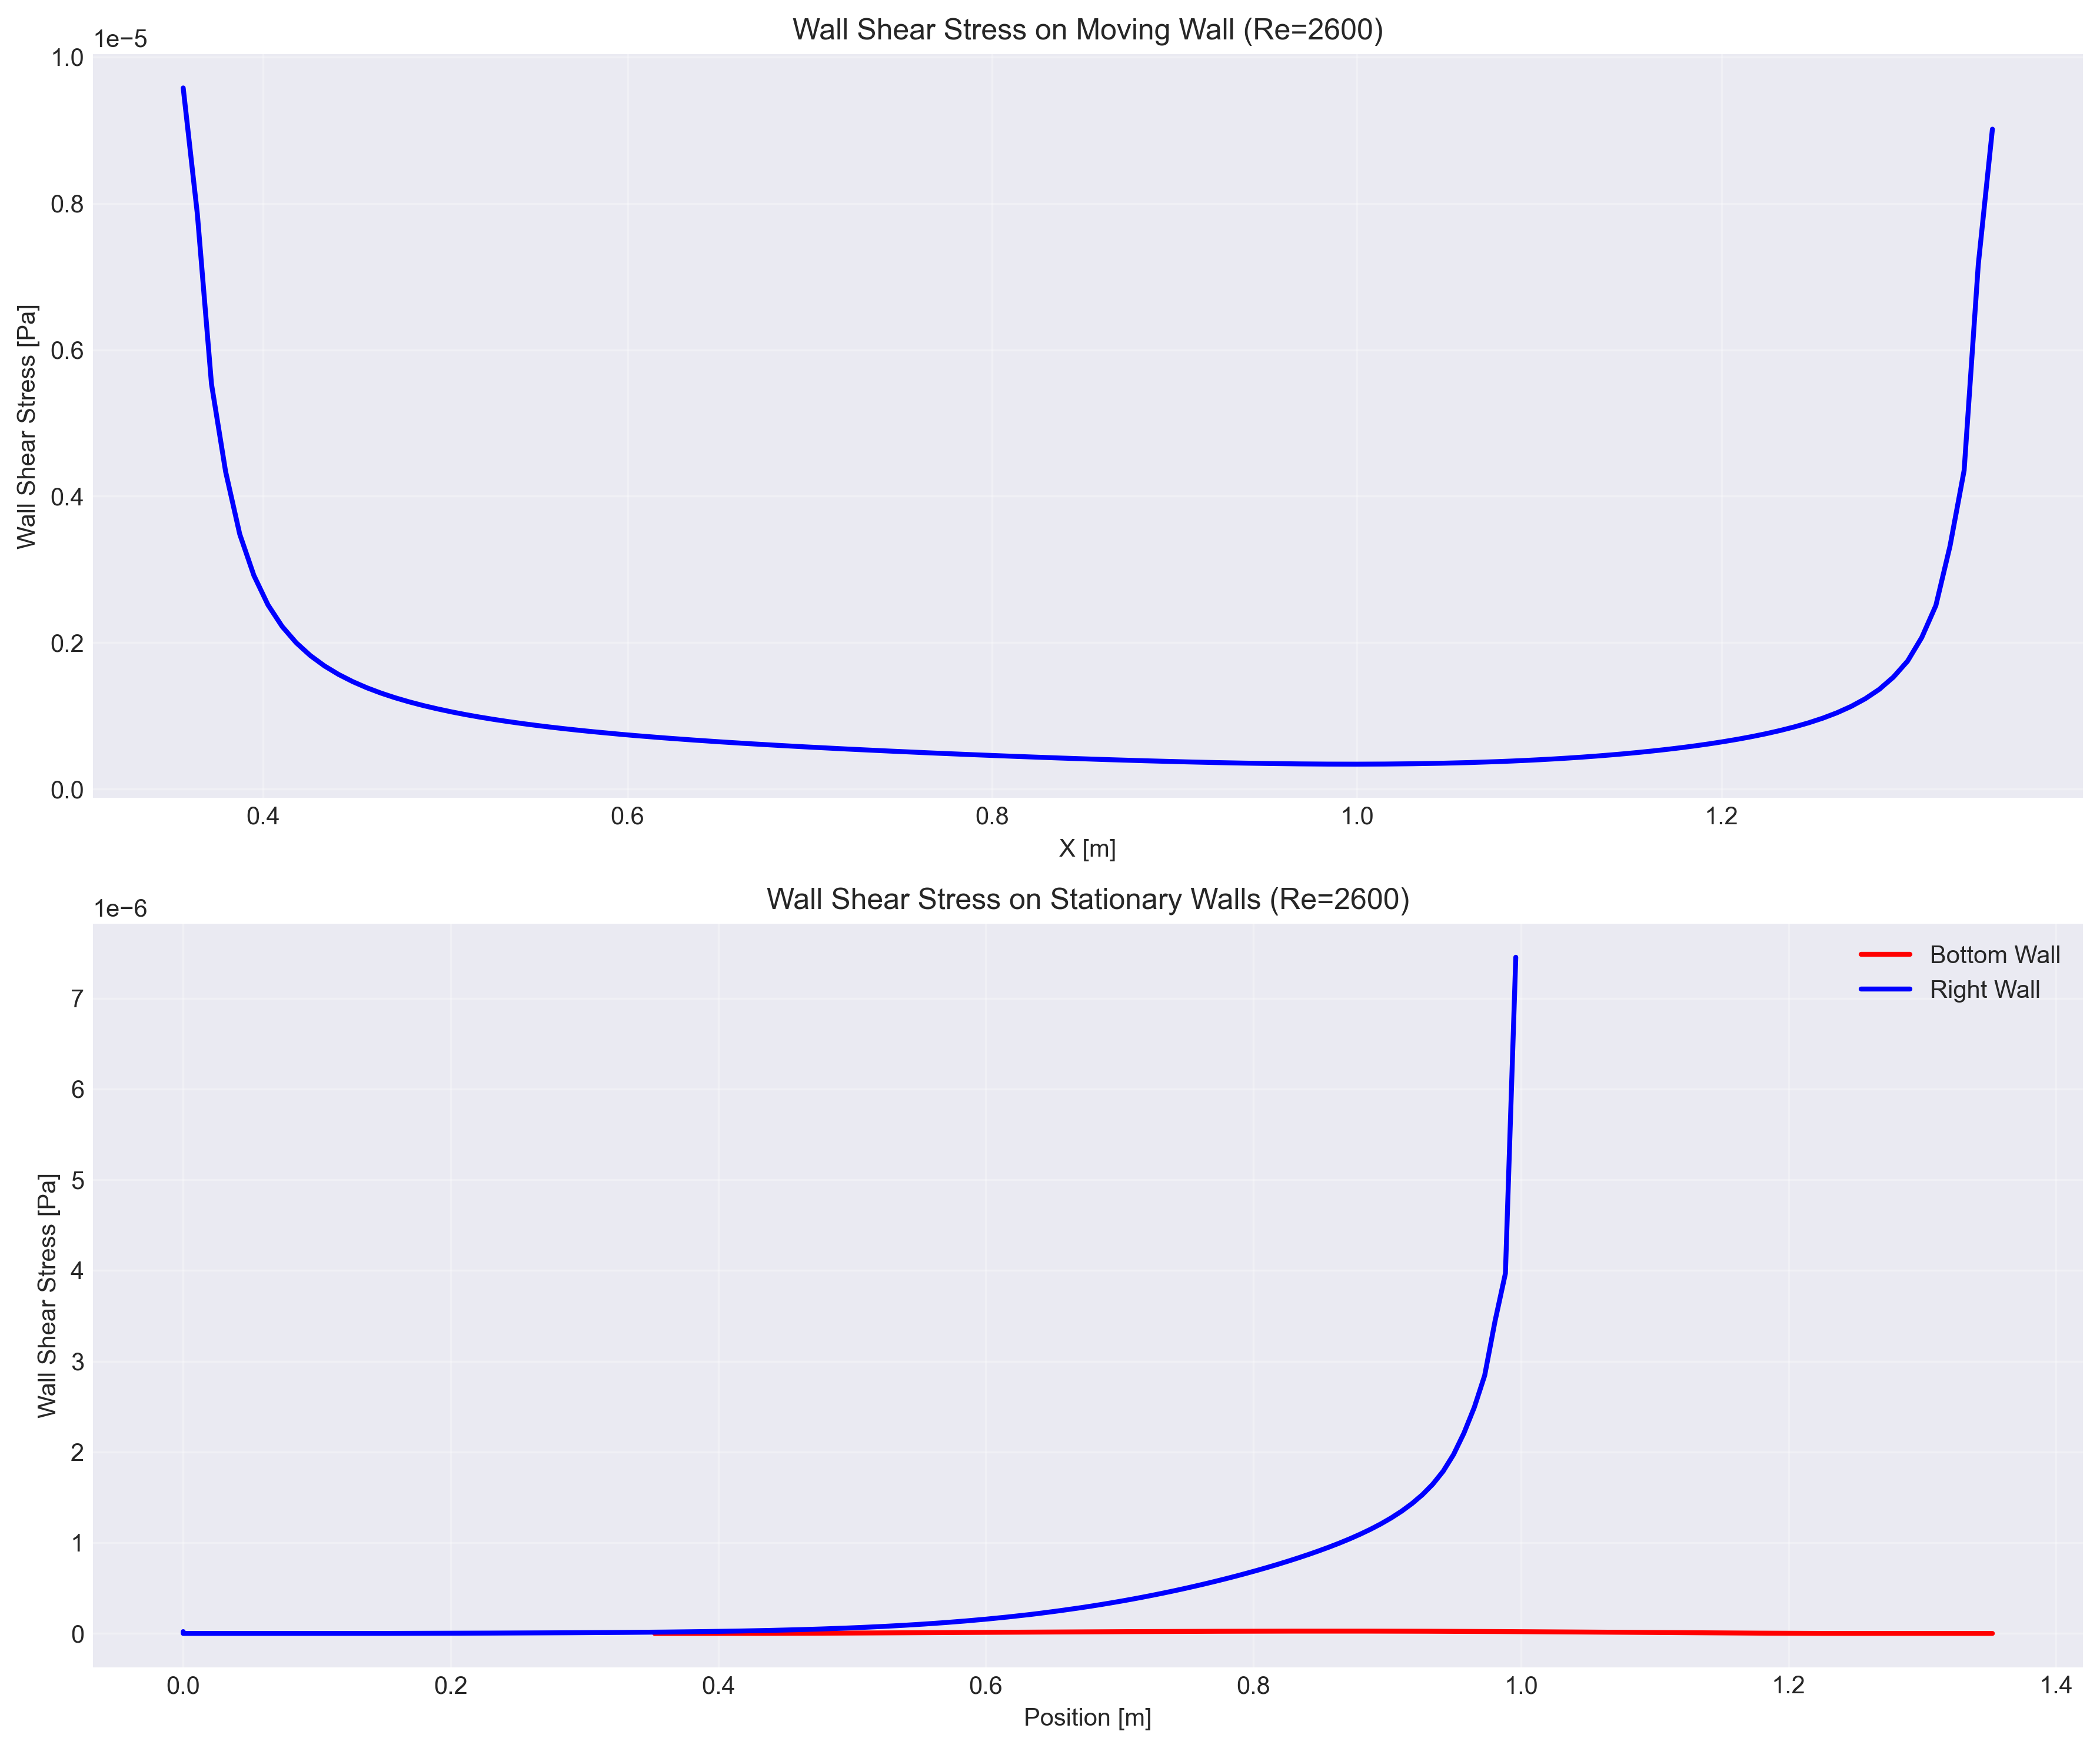 Wall Shear Stress on Moving Wall (Re=2600)
1e−5
1.0
0.8
0.6
0.4
0.2
0.0
Wall Shear Stress [Pa]
0.4 0.6 0.8 1.0 1.2
X [m]
Wall Shear Stress on Stationary Walls (Re=2600)
1e−6
Bottom Wall
Right Wall
7
6
5
4
3
2
1
0
Wall Shear Stress [Pa]
0.0 0.2 0.4 0.6 0.8 1.0 1.2 1.4
Position [m]